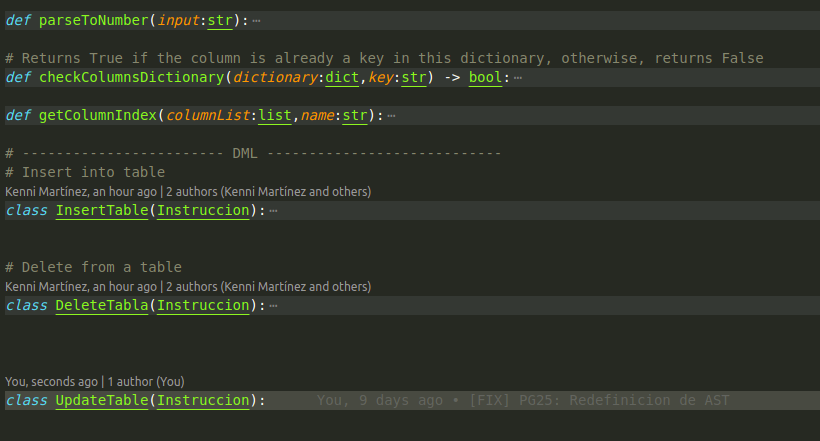 def parseToNumber(input:str):⋯
# Returns True if the column is already a key in this dictionary, otherwise, returns False
def checkColumnsDictionary(dictionary:dict,key:str) -> bool:⋯
def getColumnIndex(columnList:list,name:str):⋯
# ------------------------ DML ----------------------------
# Insert into table
Kenni Martínez, an hour ago | 2 authors (Kenni Martínez and others)
class InsertTable(Instruccion):⋯
# Delete from a table
Kenni Martínez, an hour ago | 2 authors (Kenni Martínez and others)
class DeleteTabla(Instruccion):⋯
You, seconds ago | 1 author (You)
class UpdateTable(Instruccion): You, 9 days ago • [FIX] PG25: Redefinicion de AST